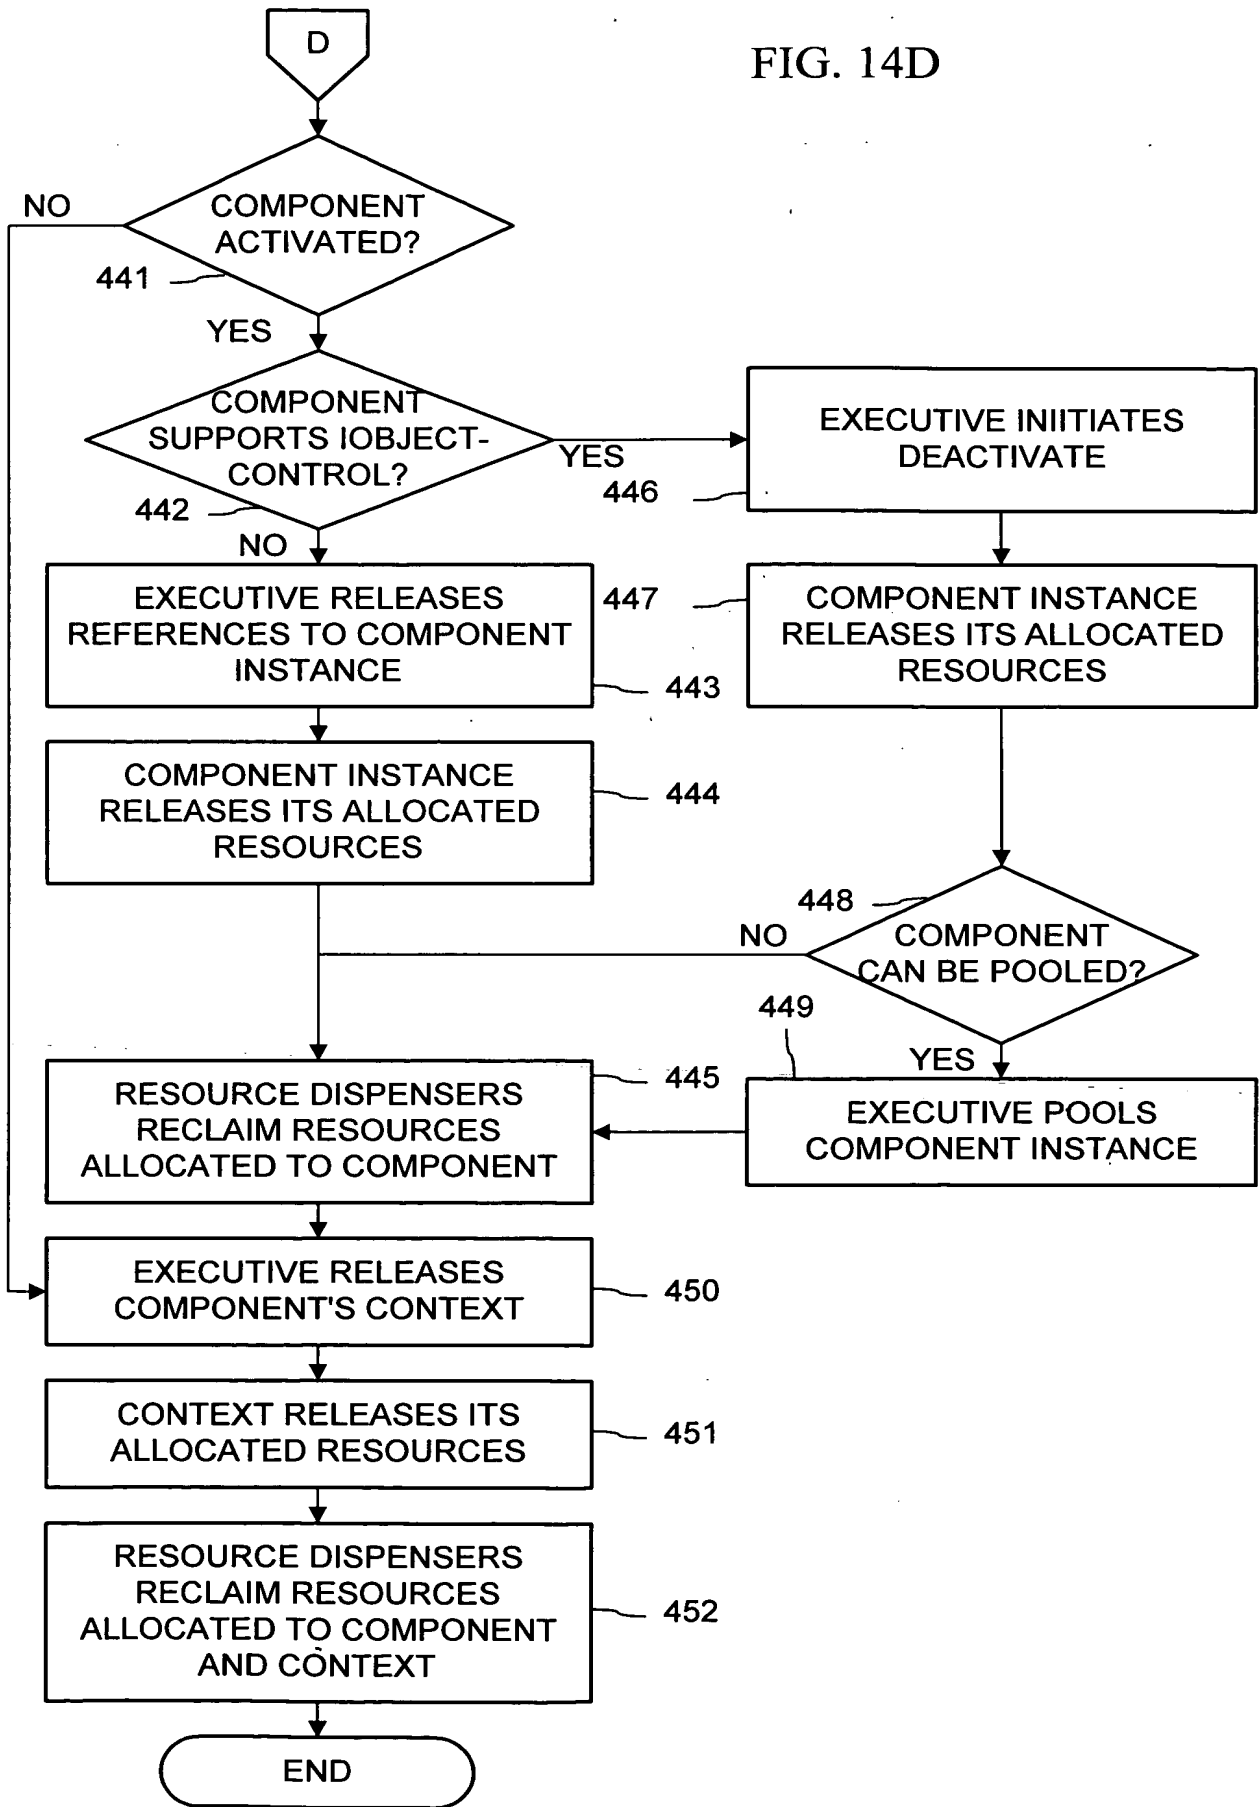 D
FIG. 14D
COMPONENT
ACTIVATED?
NO
441
YES
COMPONENT
SUPPORTS IOBJECT-
CONTROL?
442
YES
NO
EXECUTIVE INIITIATES
DEACTIVATE
446
EXECUTIVE RELEASES
REFERENCES TO COMPONENT
INSTANCE
443
447
COMPONENT INSTANCE
RELEASES ITS ALLOCATED
RESOURCES
COMPONENT INSTANCE
RELEASES ITS ALLOCATED
RESOURCES
444
448
COMPONENT
CAN BE POOLED?
NO
YES
449
RESOURCE DISPENSERS
RECLAIM RESOURCES
ALLOCATED TO COMPONENT
445
EXECUTIVE POOLS
COMPONENT INSTANCE
EXECUTIVE RELEASES
COMPONENT'S CONTEXT
450
CONTEXT RELEASES ITS
ALLOCATED RESOURCES
451
RESOURCE DISPENSERS
RECLAIM RESOURCES
ALLOCATED TO COMPONENT
AND CONTEXT
452
END